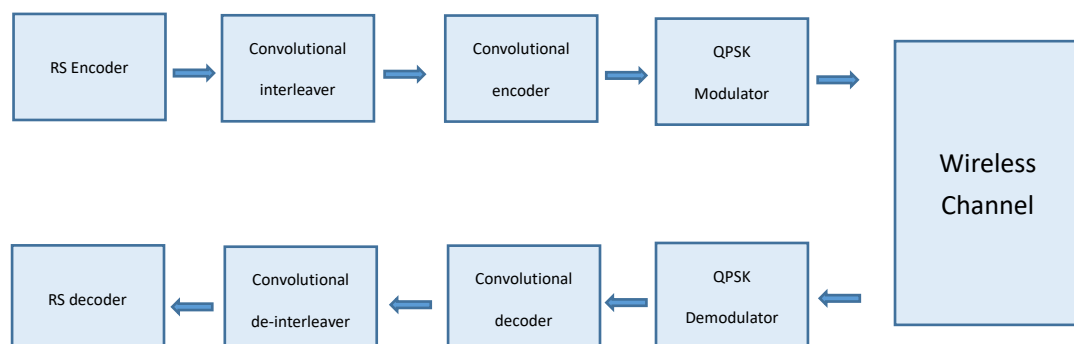 RS Encoder
Convolutional
interleaver
Convolutional
encoder
QPSK
Modulator
Wireless
Channel
RS decoder
Convolutional
de-interleaver
Convolutional
decoder
QPSK
Demodulator